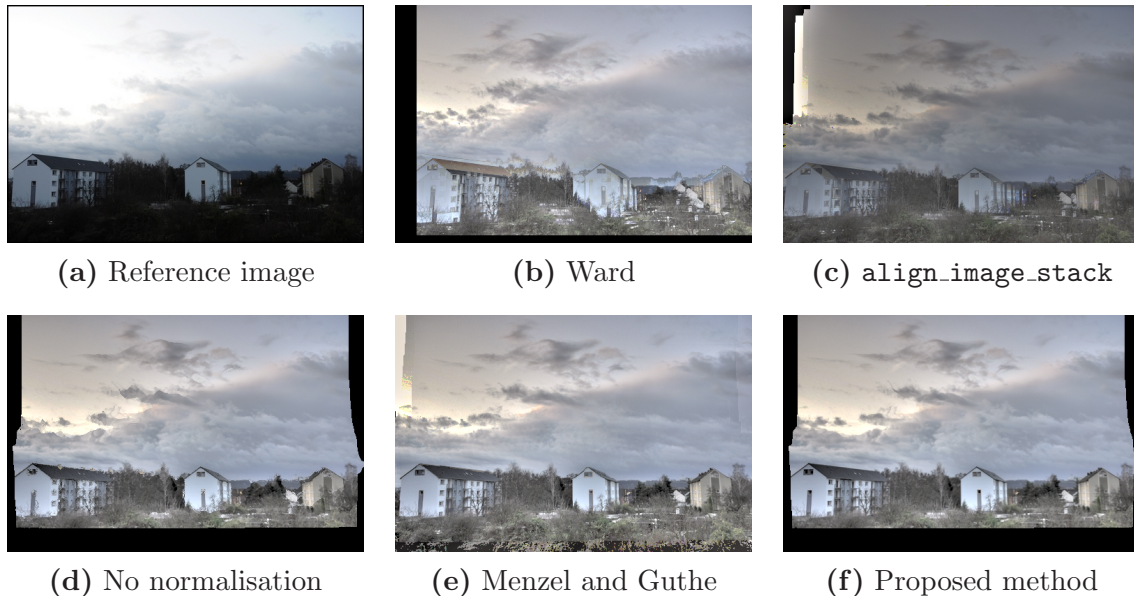 (a) Reference image
(b) Ward
(c) align_image_stack
(d) No normalisation
(e) Menzel and Guthe
(f) Proposed method